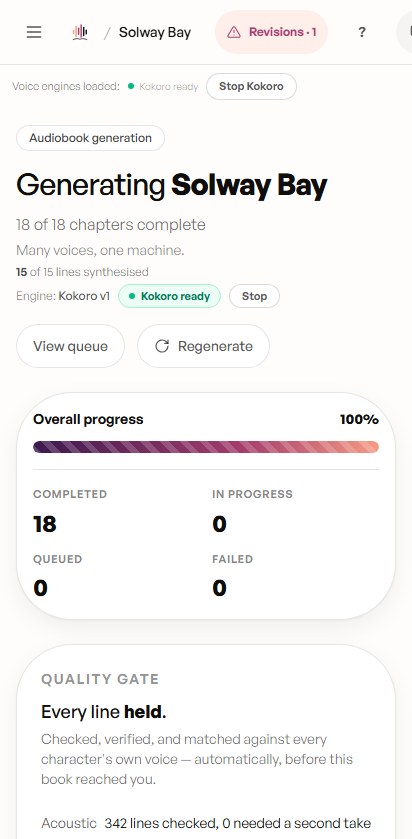 / Solway Bay
Revisions · 1
?
Voice engines loaded: Kokoro ready Stop Kokoro
Audiobook generation
Generating Solway Bay
18 of 18 chapters complete
Many voices, one machine.
15 of 15 lines synthesised
Engine: Kokoro v1 Kokoro ready Stop
View queue Regenerate
Overall progress 100%
COMPLETED IN PROGRESS
18 0
QUEUED FAILED
0 0
QUALITY GATE
Every line held.
Checked, verified, and matched against every
character's own voice — automatically, before this
book reached you.
Acoustic 342 lines checked, 0 needed a second take